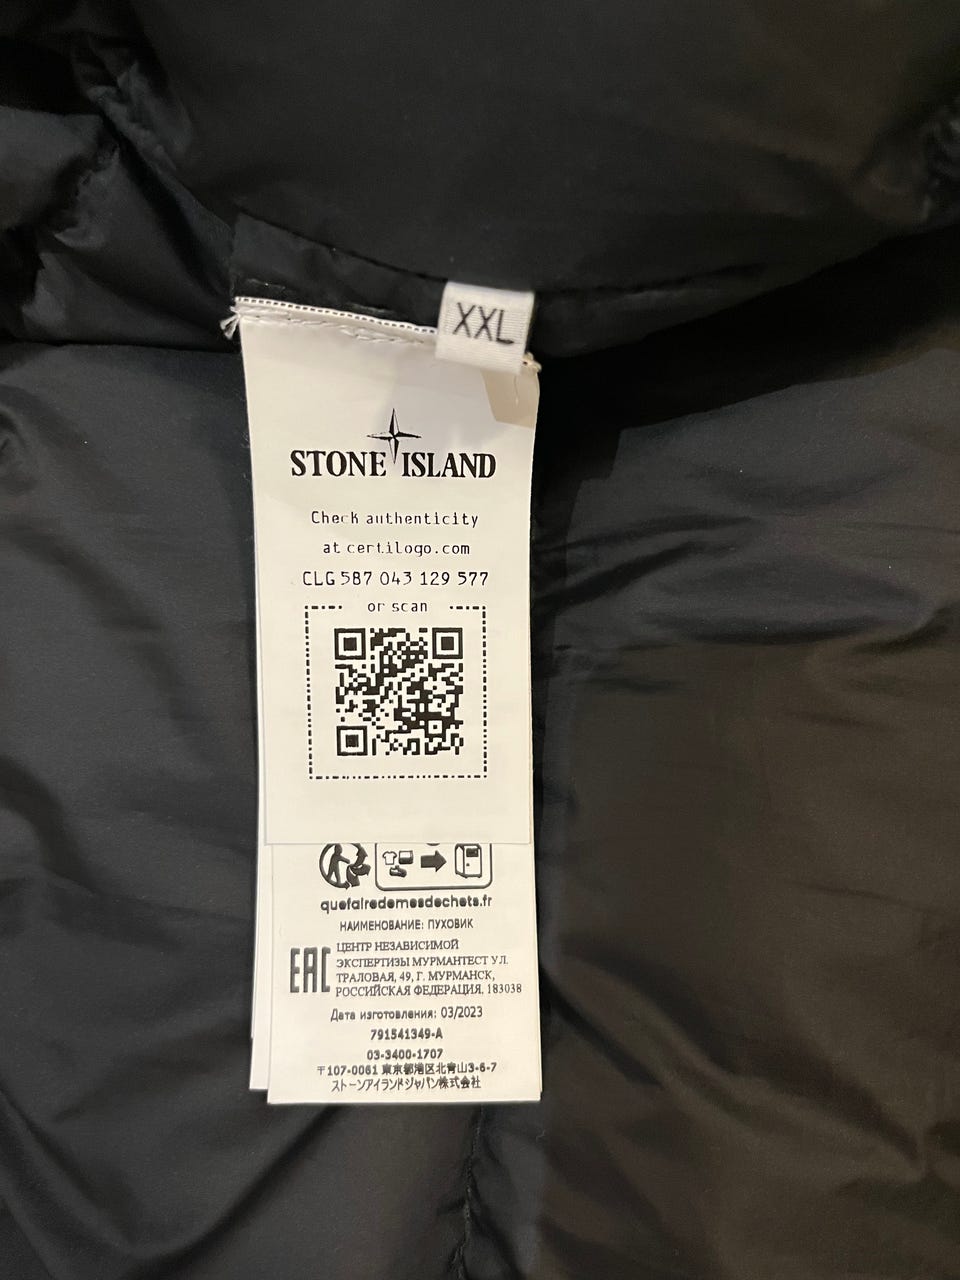 XXL
STONE ISLAND
Check authenticity
at certilogo.com
CLG 587 043 129 577
or scan
quefairedemesdechets.fr
НАИМЕНОВАНИЕ: ПУХОВИК
EAC
ЦЕНТР НЕЗАВИСИМОЙ
ЭКСПЕРТИЗЫ МУРМАНТЕСТ УЛ.
ТРАЛОВАЯ, 49, Г. МУРМАНСК,
РОССИЙСКАЯ ФЕДЕРАЦИЯ, 183038
Дата изготовления: 03/2023
791541349-A
03-3400-1707
〒107-0061 東京都港区北青山3-6-7
ストーンアイランドジャパン株式会社